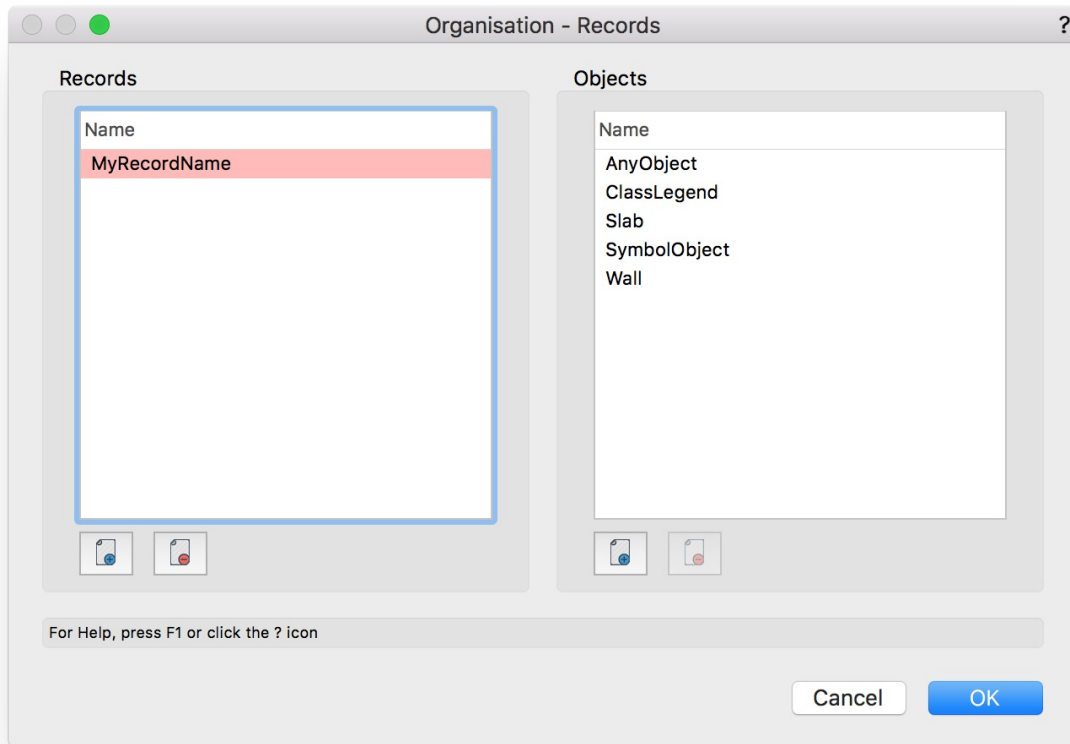 Organisation - Records
?
Records
Name
MyRecordName
Objects
Name
AnyObject
ClassLegend
Slab
SymbolObject
Wall
For Help, press F1 or click the ? icon
Cancel
OK